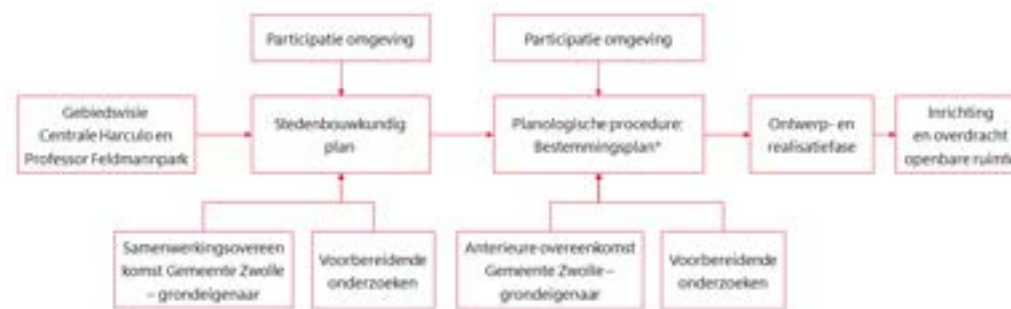 Participatie omgeving
Participatie omgeving
Gebiedsvisie
Centrale Harculo en
Professor Feldmannpark
Stedenbouwkundig
plan
Planologische procedure:
Bestemmingsplan*
Ontwerp- en
realisatiefase
Inrichting
en overdracht
openbare ruimte
Samenwerkingsovereen
komst Gemeente Zwolle
– grondeigenaar
Voorbereidende
onderzoeken
Anterieure overeenkomst
Gemeente Zwolle –
grondeigenaar
Voorbereidende
onderzoeken